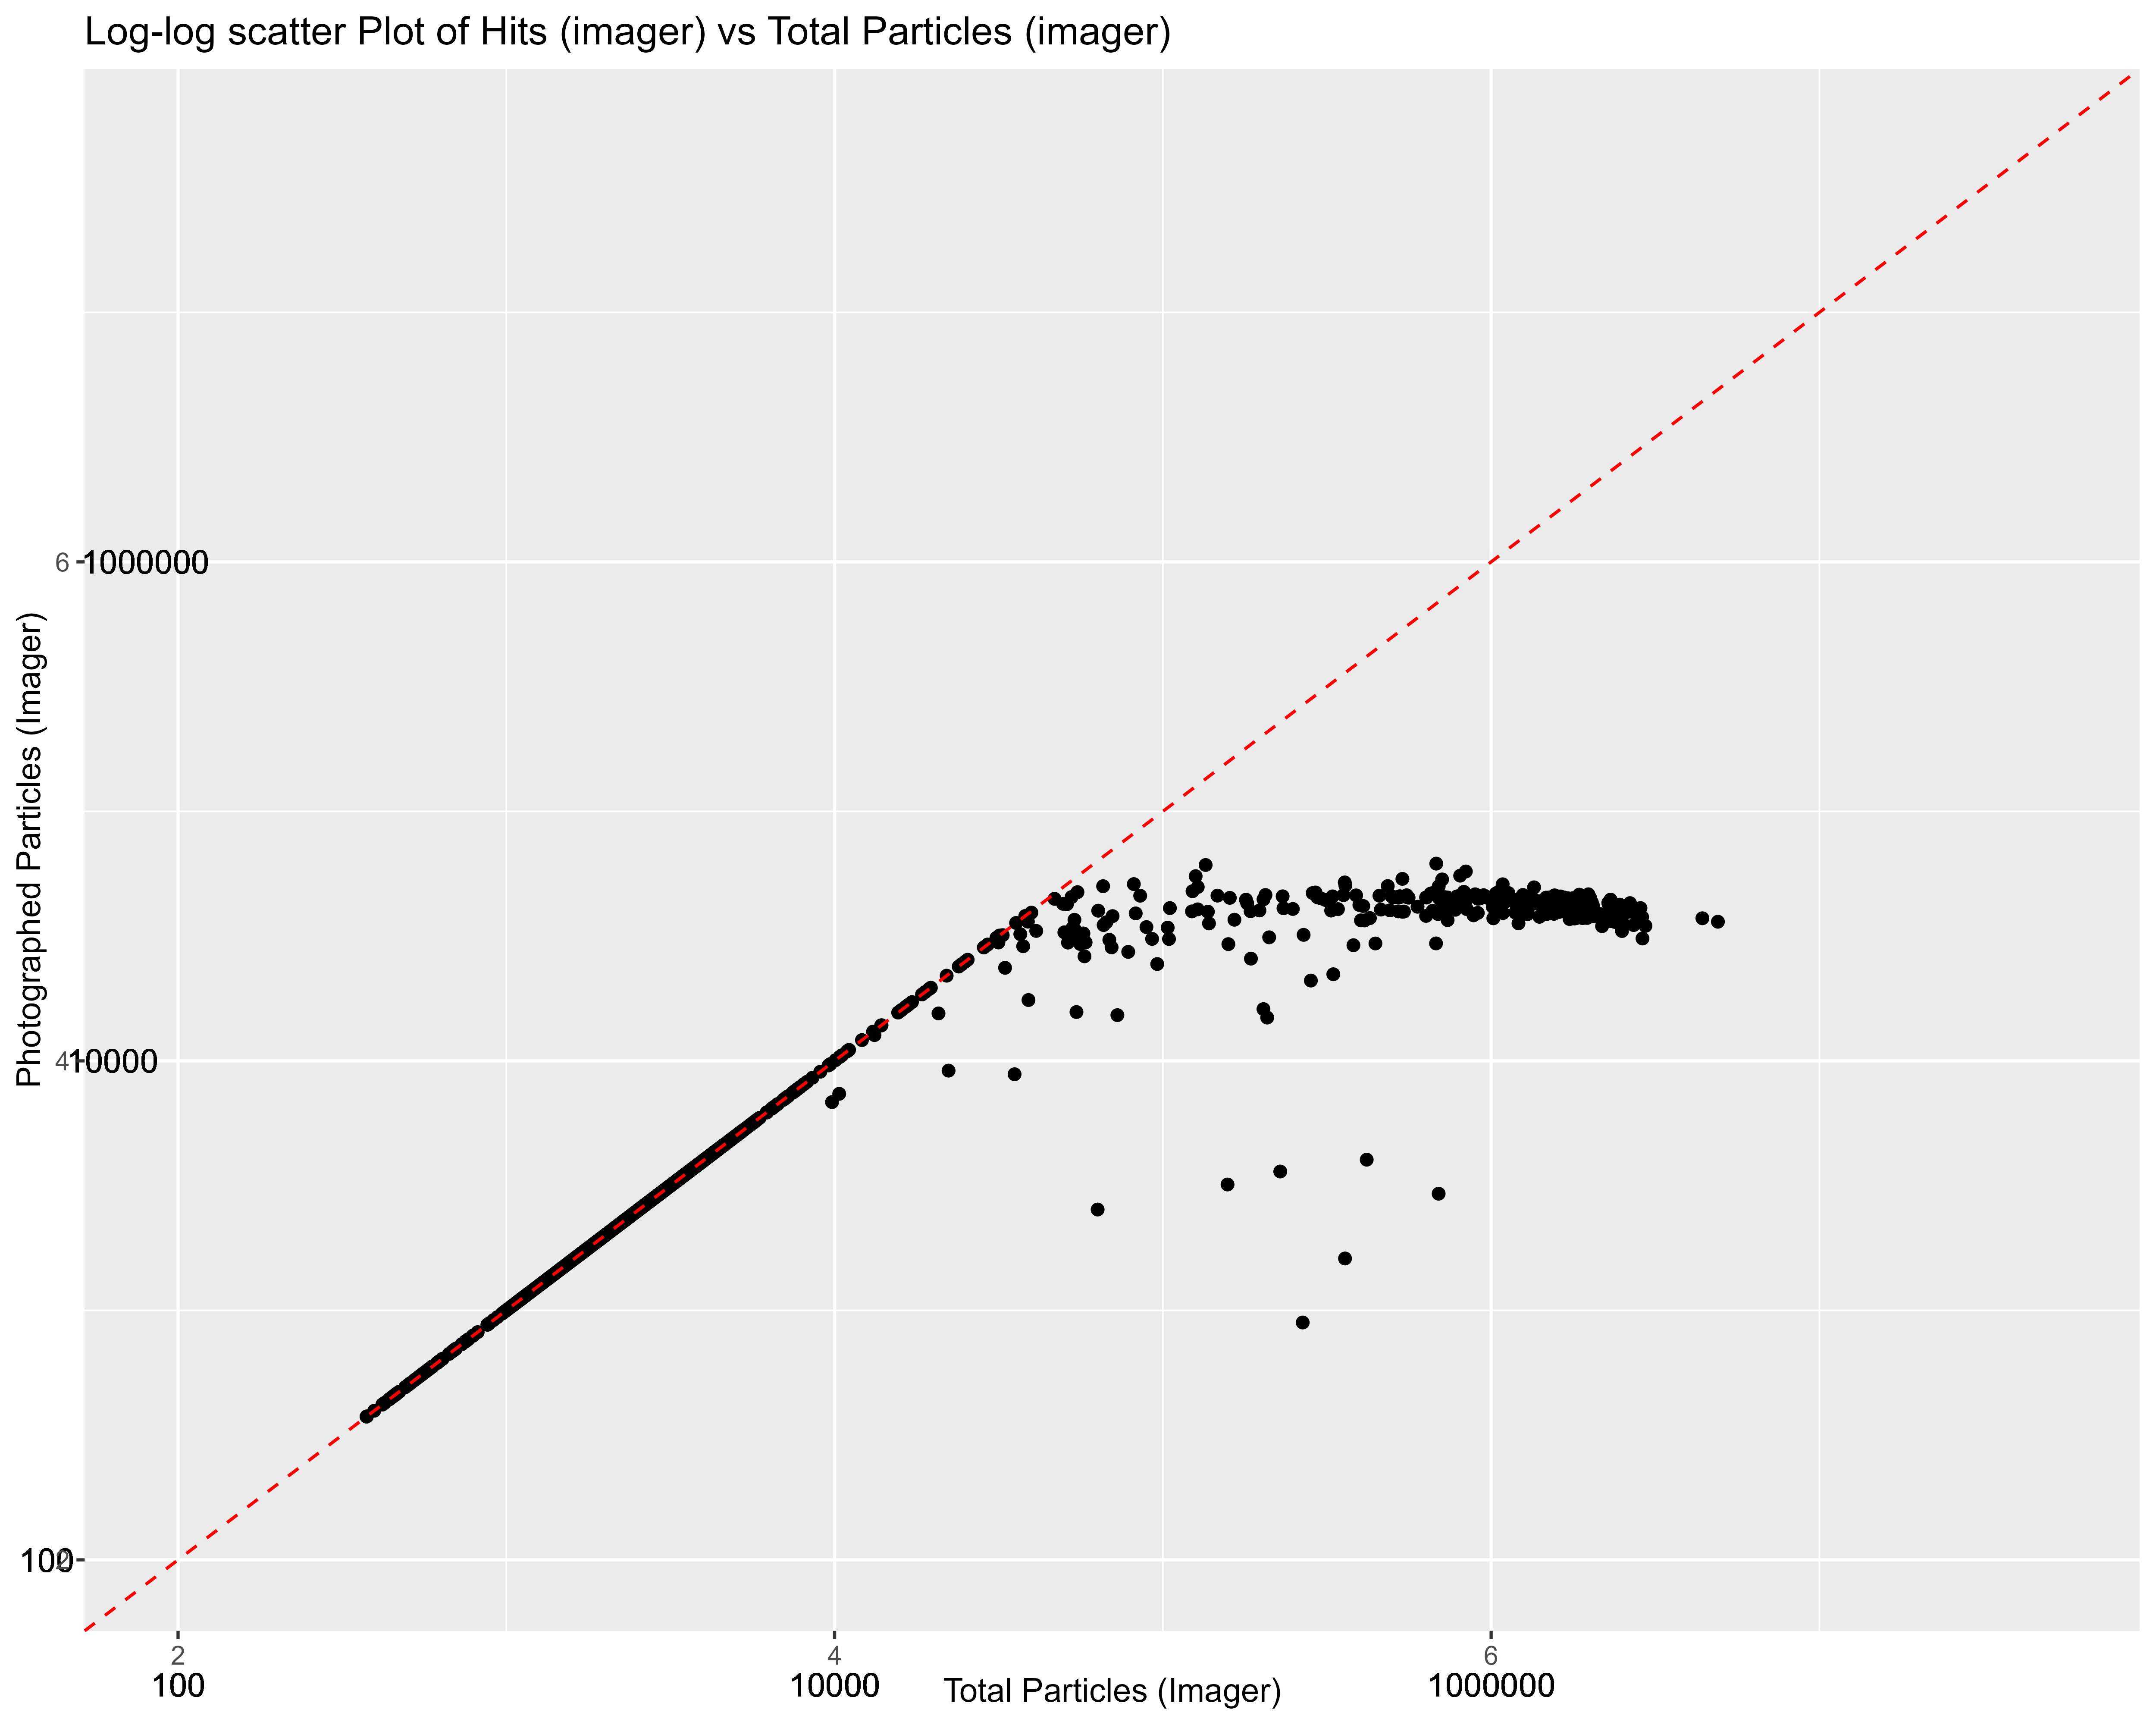 Log-log scatter Plot of Hits (imager) vs Total Particles (imager)
Photographed Particles (Imager)
6 1000000
4 10000
2 100
2 4 6
100 10000 1000000
Total Particles (Imager)